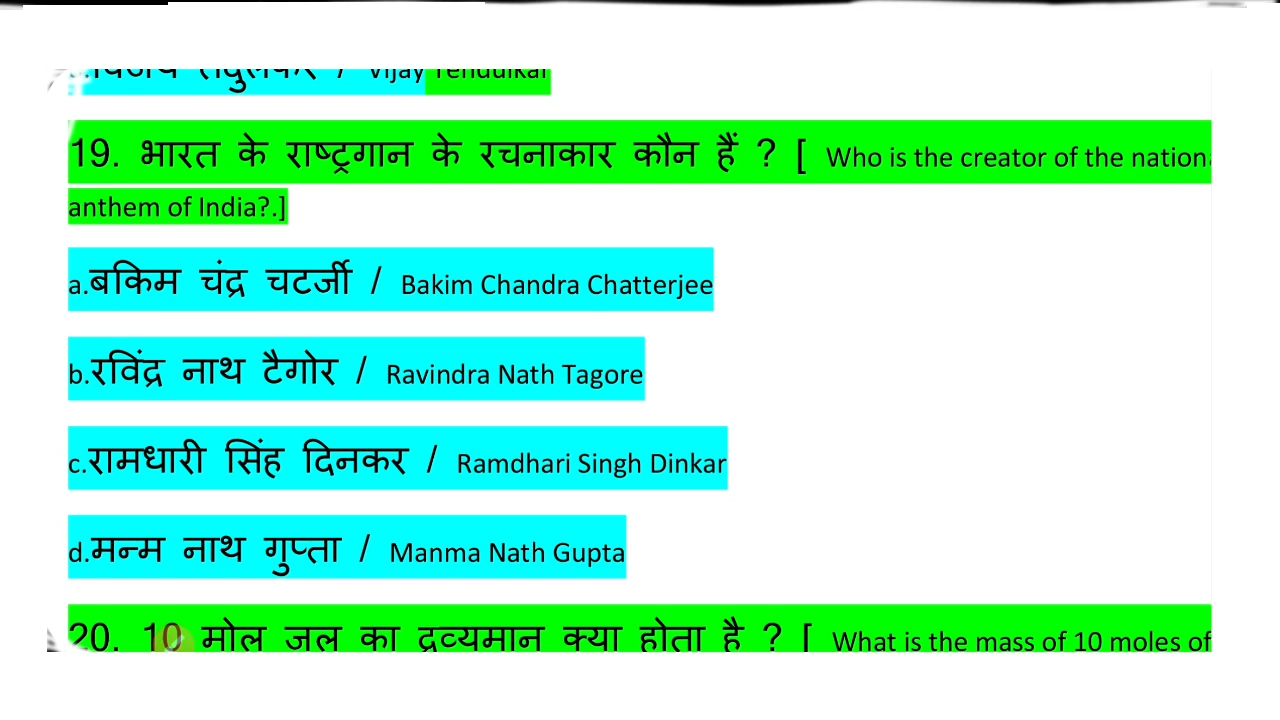 Vijay Tendulkar
19. भारत के राष्ट्रगान के रचनाकार कौन हैं ? [ Who is the creator of the
anthem of India?.]
a.बकिम चंद्र चटर्जी / Bakim Chandra Chatterjee
b.रविंद्र नाथ टैगोर / Ravindra Nath Tagore
c.रामधारी सिंह दिनकर / Ramdhari Singh Dinkar
d.मन्म नाथ गुप्ता / Manma Nath Gupta
20. 10 मोल जल का द्रव्यमान क्या होता है ? [ What is the mass of 10 moles of